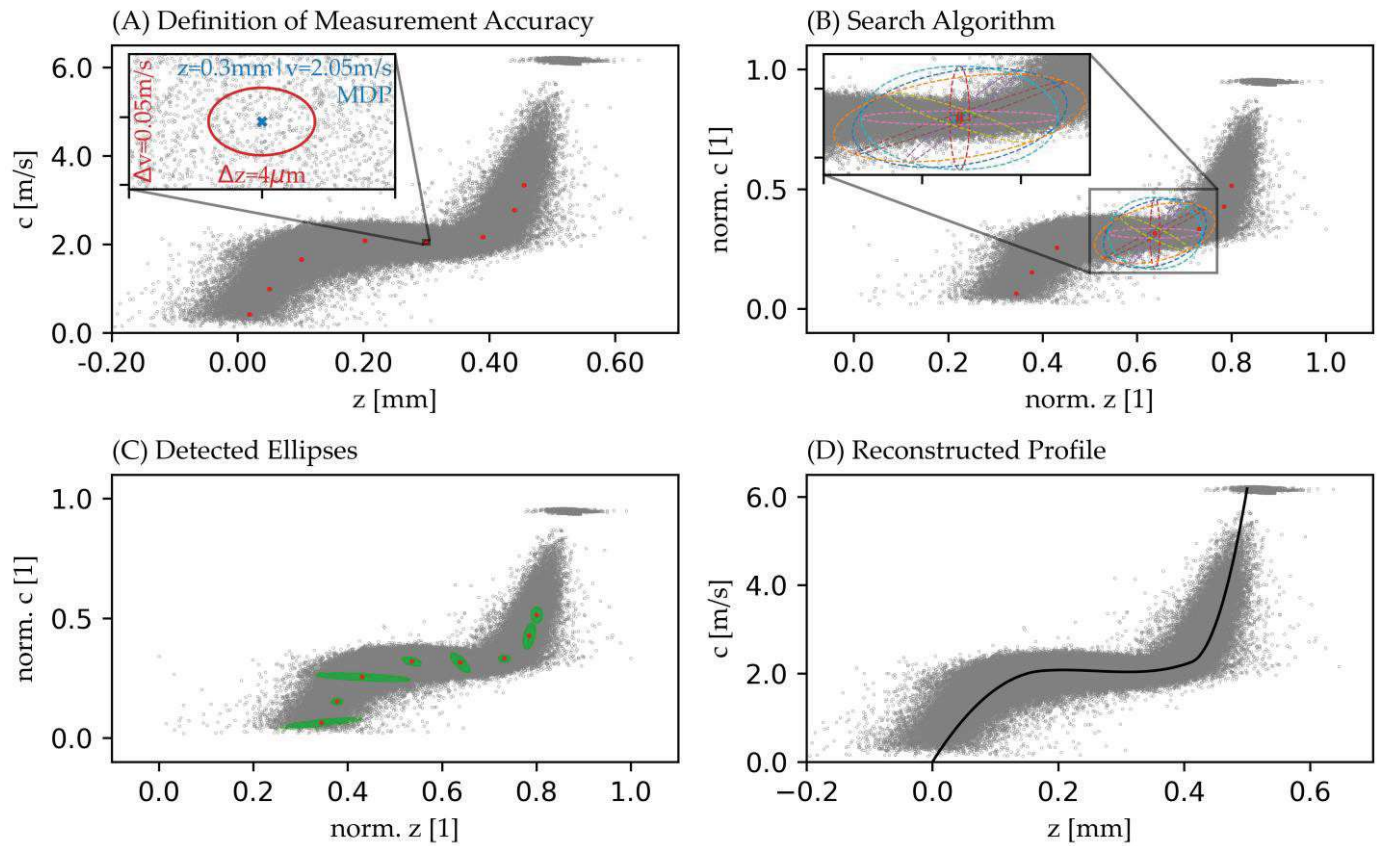 (A) Definition of Measurement Accuracy
6.0
4.0
2.0
0.0
c [m/s]
z=0.3mm|v=2.05m/s
MDP
Δv=0.05m/s
Δz=4μm
-0.20
0.00
0.20
0.40
0.60
z [mm]
(B) Search Algorithm
1.0
0.5
0.0
norm. c [1]
0.0
0.2
0.4
0.6
0.8
1.0
norm. z [1]
(C) Detected Ellipses
1.0
0.5
0.0
norm. c [1]
0.0
0.2
0.4
0.6
0.8
1.0
norm. z [1]
(D) Reconstructed Profile
6.0
4.0
2.0
0.0
c [m/s]
−0.2
0.0
0.2
0.4
0.6
z [mm]